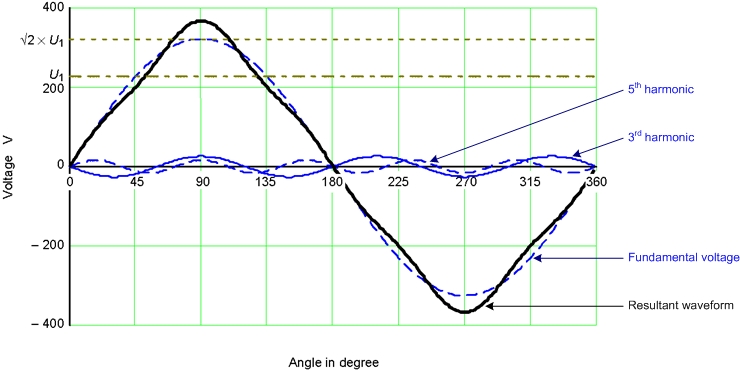 400
√2 × U1
U1
200
5th harmonic
3rd harmonic
Voltage V
0
0 45 90 135 180 225 270 315 360
– 200
Fundamental voltage
Resultant waveform
– 400
Angle in degree